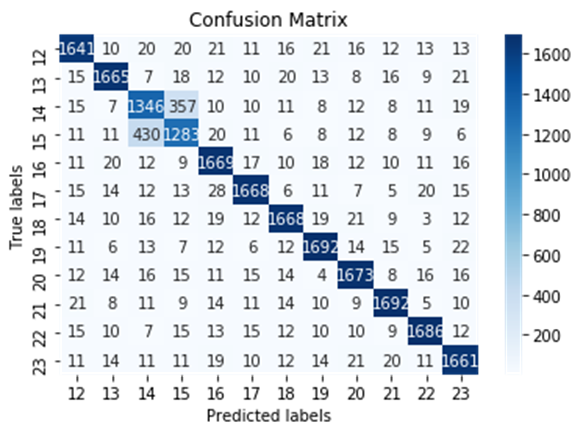 Confusion Matrix
True labels
12 1641 10 20 20 21 11 16 21 16 12 13 13
13 15 1665 7 18 12 10 20 13 8 16 9 21
14 15 7 1346 357 10 10 11 8 12 8 11 19
15 11 11 430 1283 20 11 6 8 12 8 9 6
16 11 20 12 9 1669 17 10 18 12 10 11 16
17 15 14 12 13 28 1668 6 11 7 5 20 15
18 14 10 16 12 19 12 1668 19 21 9 3 12
19 11 6 13 7 12 6 12 1692 14 15 5 22
20 12 14 16 15 11 15 14 4 1673 8 16 16
21 21 8 11 9 14 11 14 10 9 1692 5 10
22 15 10 7 15 13 15 12 10 10 9 1686 12
23 11 14 11 11 19 10 12 14 21 20 11 1661
12 13 14 15 16 17 18 19 20 21 22 23
Predicted labels
1600
1400
1200
1000
800
600
400
200